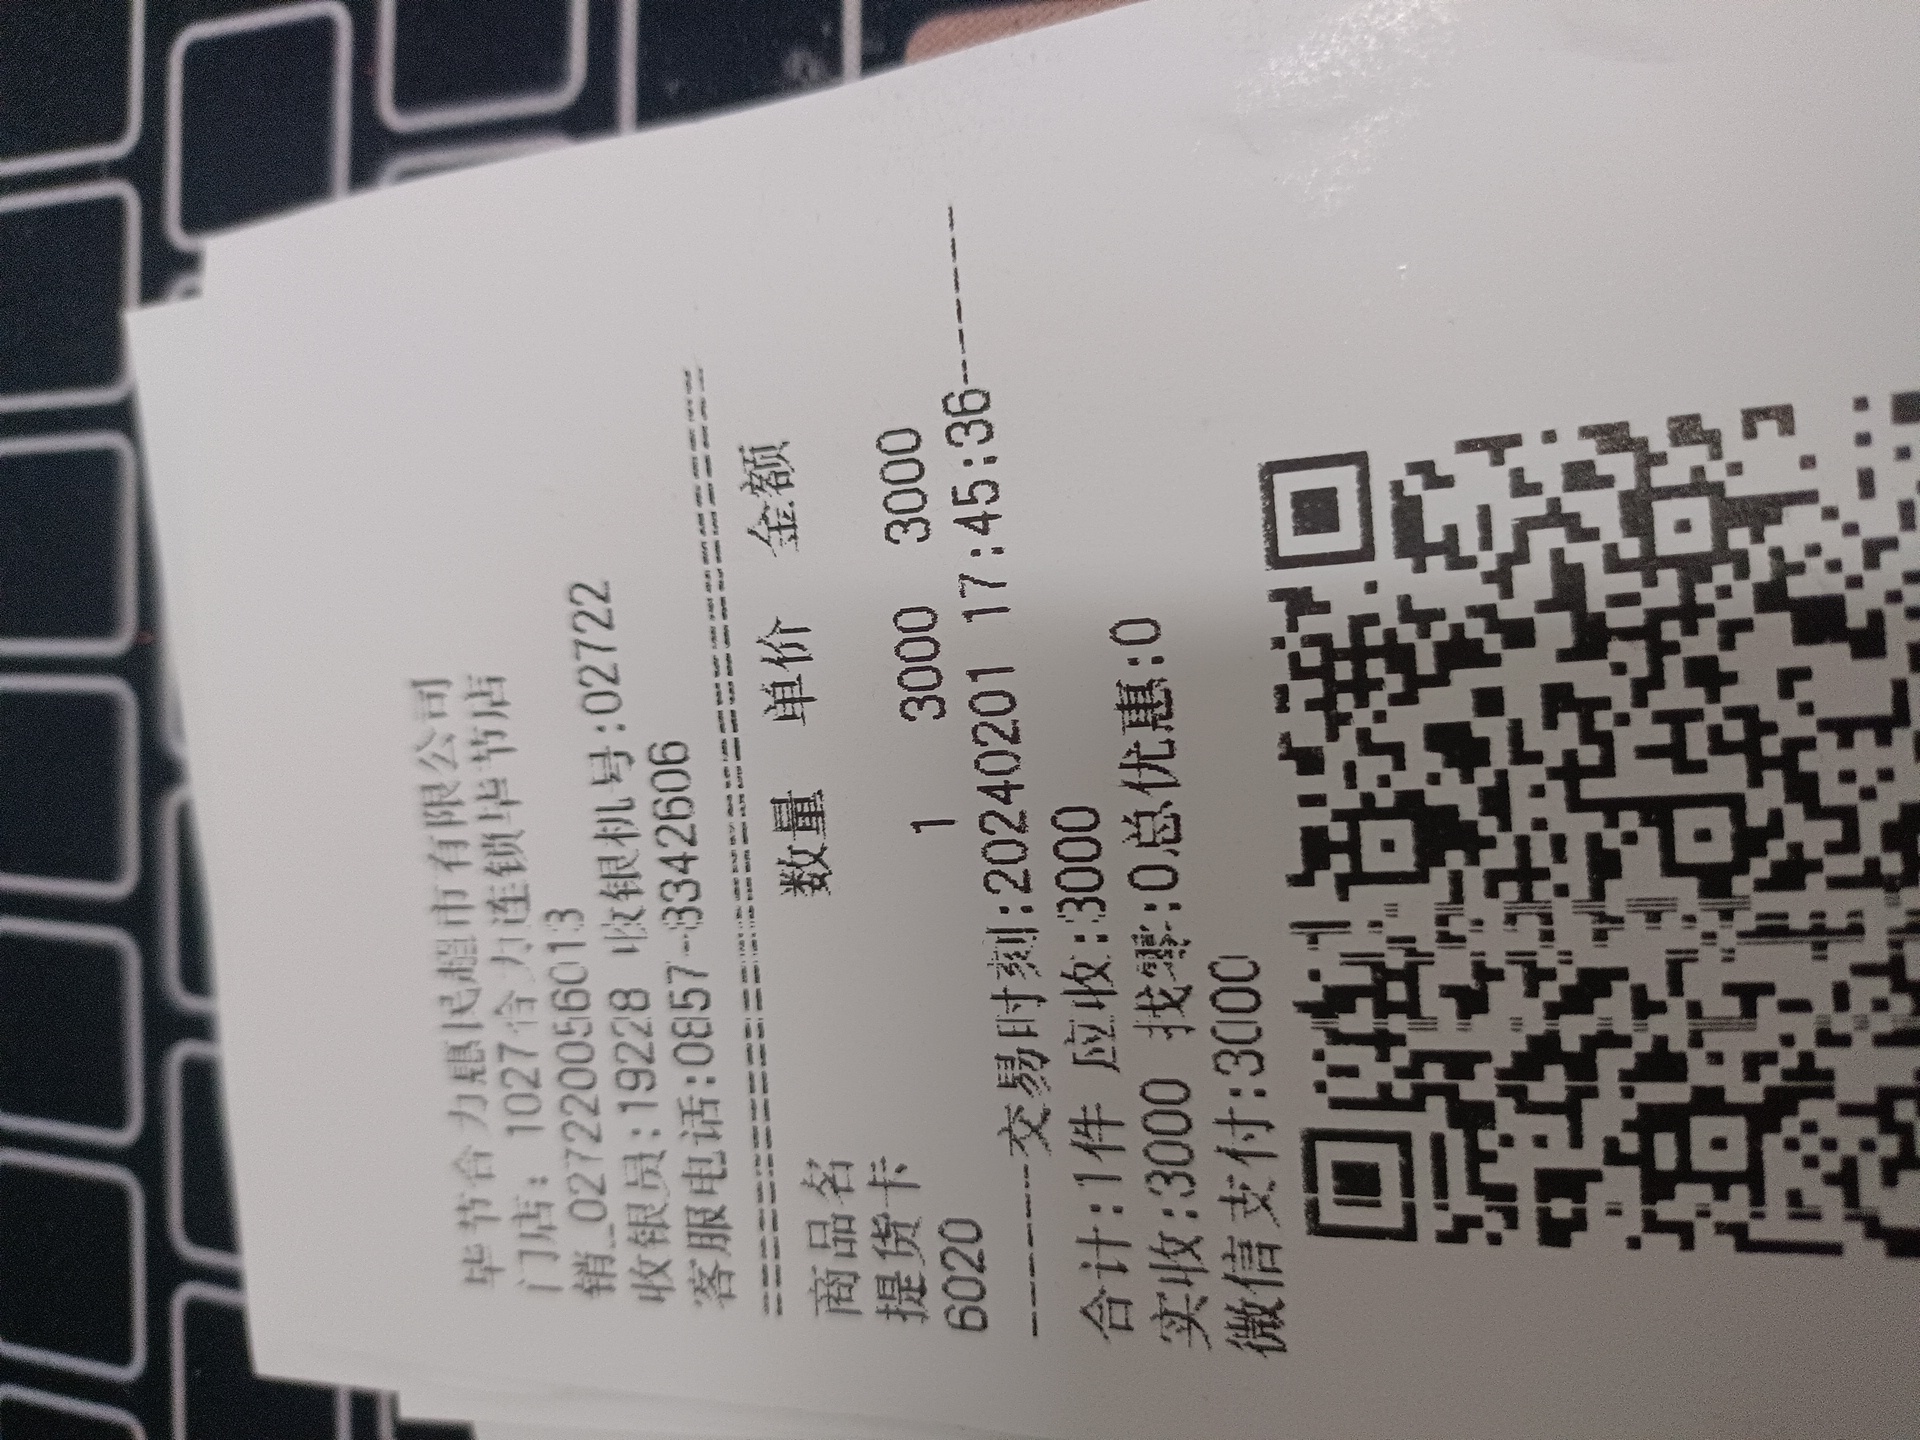 毕节合力惠民超市有限公司
门店: 1027合力连锁毕节店
销_027220056013
收银员:19228 收银机号:02722
客服电话:0857-8342606
商品名 数量 单价 金额
提货卡
6020 1 3000 3000
------交易时刻:20240201 17:45:36---------
合计:1件 应收:3000
实收:3000 找零:0总优惠:0
微信支付:3000